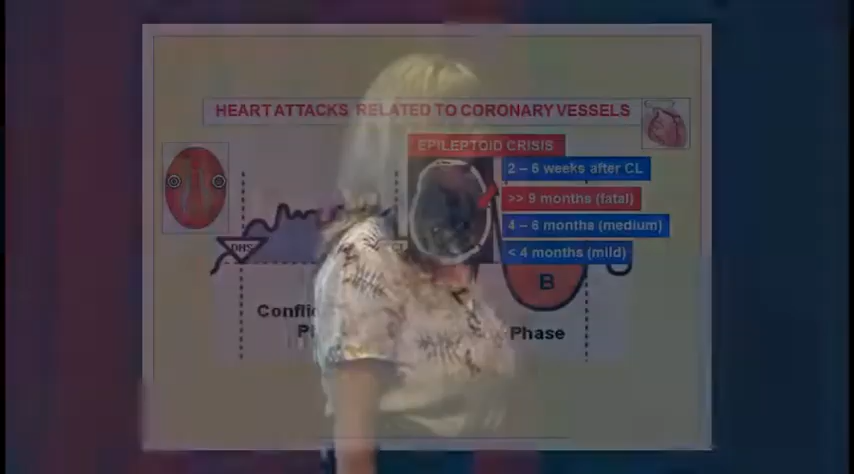 HEART ATTACKS RELATED TO CORONARY VESSELS
EPILEPTOID CRISIS
2 – 6 weeks after CL
>> 9 months (fatal)
4 – 6 months (medium)
< 4 months (mild)
DHS
B
Phase